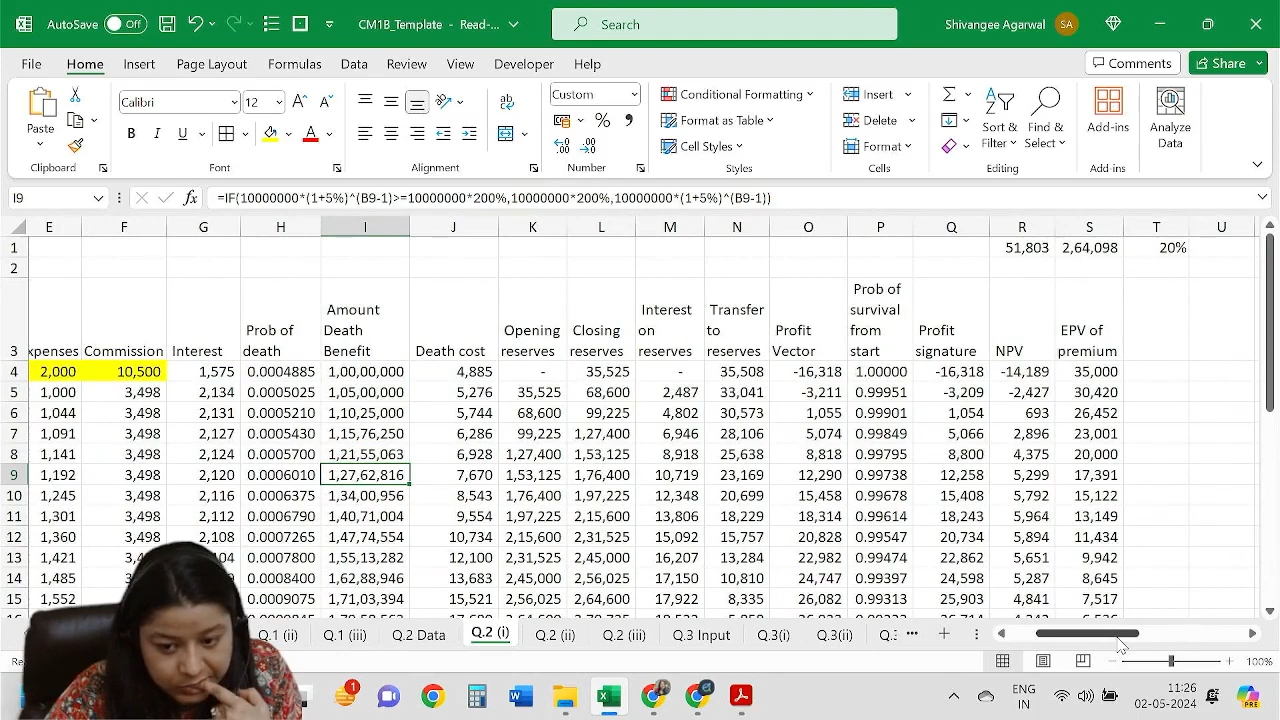 AutoSave Off CM1B_Template - Read-... Search Shivangee Agarwal SA
File Home Insert Page Layout Formulas Data Review View Developer Help Comments Share
Paste Calibri 12 A A ab Custom Conditional Formatting Insert Sort & Find & Add-ins Analyze
B I U A % Format as Table Delete Filter Select Data
Cell Styles Format
Clipboard Font Alignment Number Styles Cells Editing Add-ins
I9 fx =IF(10000000*(1+5%)^(B9-1)>=10000000*200%,10000000*200%,10000000*(1+5%)^(B9-1))
E F G H I J K L M N O P Q R S T U
1 51,803 2,64,098 20%
2
3 xpenses Commission Interest Prob of death Amount Death Benefit Death cost Opening reserves Closing reserves Interest on reserves Transfer to reserves Profit Vector Prob of survival from start Profit signature NPV EPV of premium
4 2,000 10,500 1,575 0.0004885 1,00,00,000 4,885 - 35,525 - 35,508 -16,318 1.00000 -16,318 -14,189 35,000
5 1,000 3,498 2,134 0.0005025 1,05,00,000 5,276 35,525 68,600 2,487 33,041 -3,211 0.99951 -3,209 -2,427 30,420
6 1,044 3,498 2,131 0.0005210 1,10,25,000 5,744 68,600 99,225 4,802 30,573 1,055 0.99901 1,054 693 26,452
7 1,091 3,498 2,127 0.0005430 1,15,76,250 6,286 99,225 1,27,400 6,946 28,106 5,074 0.99849 5,066 2,896 23,001
8 1,141 3,498 2,124 0.0005700 1,21,55,063 6,928 1,27,400 1,53,125 8,918 25,638 8,818 0.99795 8,800 4,375 20,000
9 1,192 3,498 2,120 0.0006010 1,27,62,816 7,670 1,53,125 1,76,400 10,719 23,169 12,290 0.99738 12,258 5,299 17,391
10 1,245 3,498 2,116 0.0006375 1,34,00,956 8,543 1,76,400 1,97,225 12,348 20,699 15,458 0.99678 15,408 5,792 15,122
11 1,301 3,498 2,112 0.0006790 1,40,71,004 9,554 1,97,225 2,15,600 13,806 18,229 18,314 0.99614 18,243 5,964 13,149
12 1,360 3,498 2,108 0.0007265 1,47,74,554 10,734 2,15,600 2,31,525 15,092 15,757 20,828 0.99547 20,734 5,894 11,434
13 1,421 3,498 0.0007800 1,55,13,282 12,100 2,31,525 2,45,000 16,207 13,284 22,982 0.99474 22,862 5,651 9,942
14 1,485 0.0008400 1,62,88,946 13,683 2,45,000 2,56,025 17,150 10,810 24,747 0.99397 24,598 5,287 8,645
15 1,552 0.0009075 1,71,03,394 15,521 2,56,025 2,64,600 17,922 8,335 26,082 0.99313 25,903 4,841 7,517
Q.1 (ii) Q.1 (iii) Q.2 Data Q.2 (i) Q.2 (ii) Q.2 (iii) Q.3 Input Q.3(i) Q.3(ii)
100%
1 ENG 11:26
IN 02-05-2024 PRE